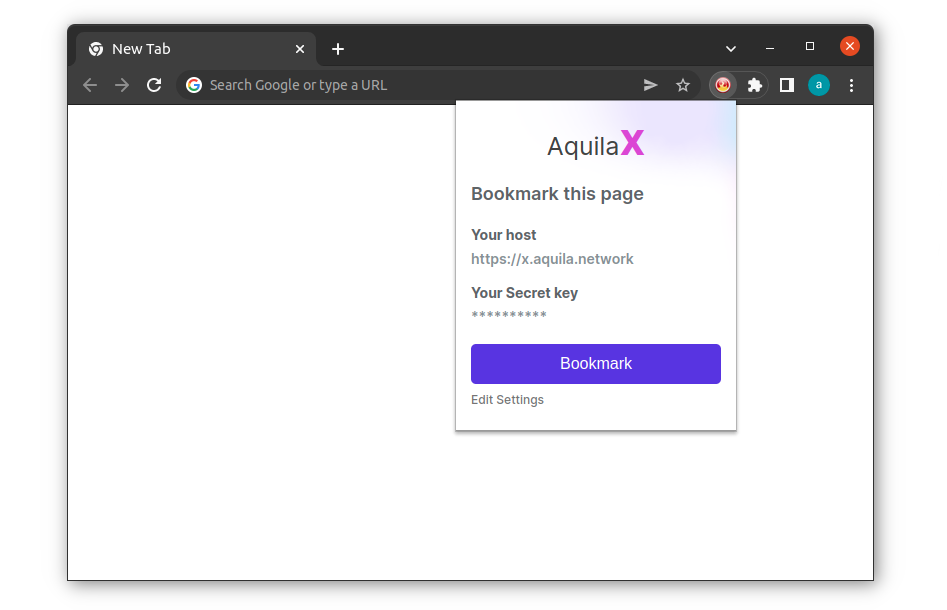 New Tab
Search Google or type a URL
a
AquilaX
Bookmark this page
Your host
https://x.aquila.network
Your Secret key
**********
Bookmark
Edit Settings